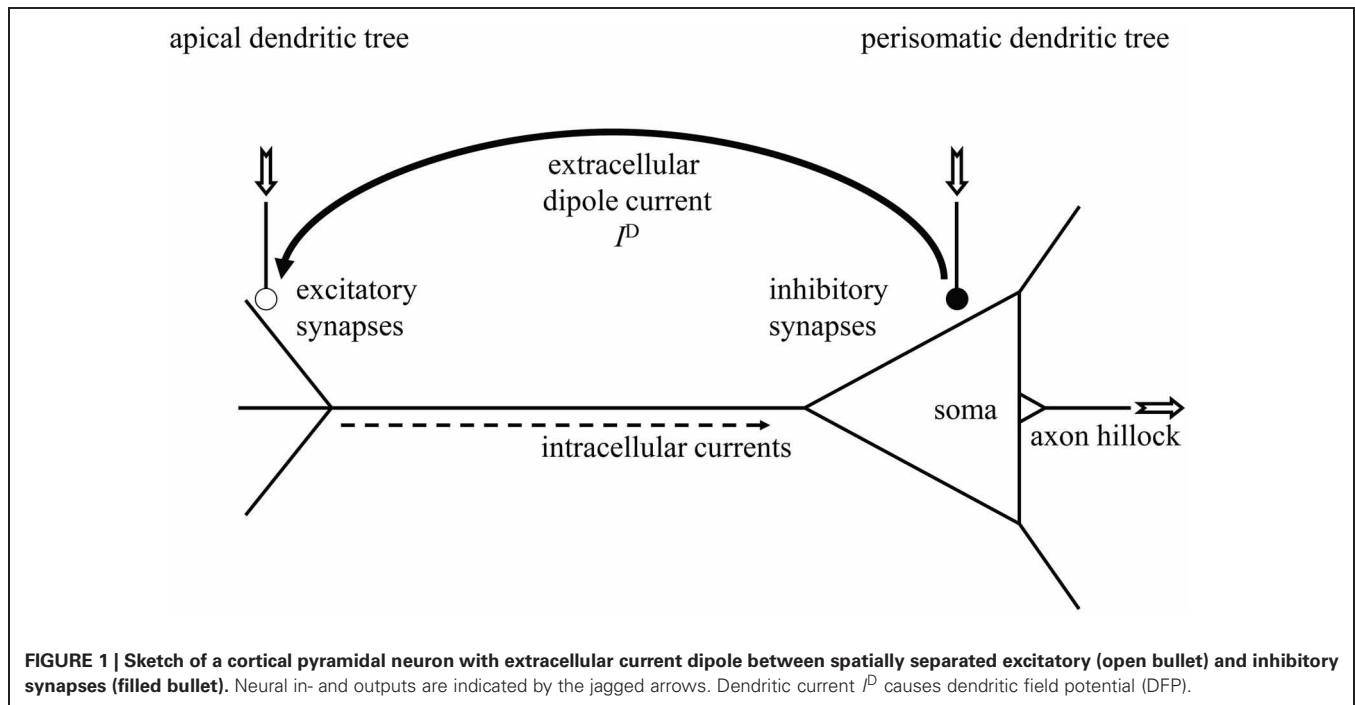 apical dendritic tree
perisomatic dendritic tree
extracellular
dipole current
I^D
excitatory
synapses
inhibitory
synapses
soma
axon hillock
intracellular currents
FIGURE 1 | Sketch of a cortical pyramidal neuron with extracellular current dipole between spatially separated excitatory (open bullet) and inhibitory
synapses (filled bullet). Neural in- and outputs are indicated by the jagged arrows. Dendritic current I^D causes dendritic field potential (DFP).